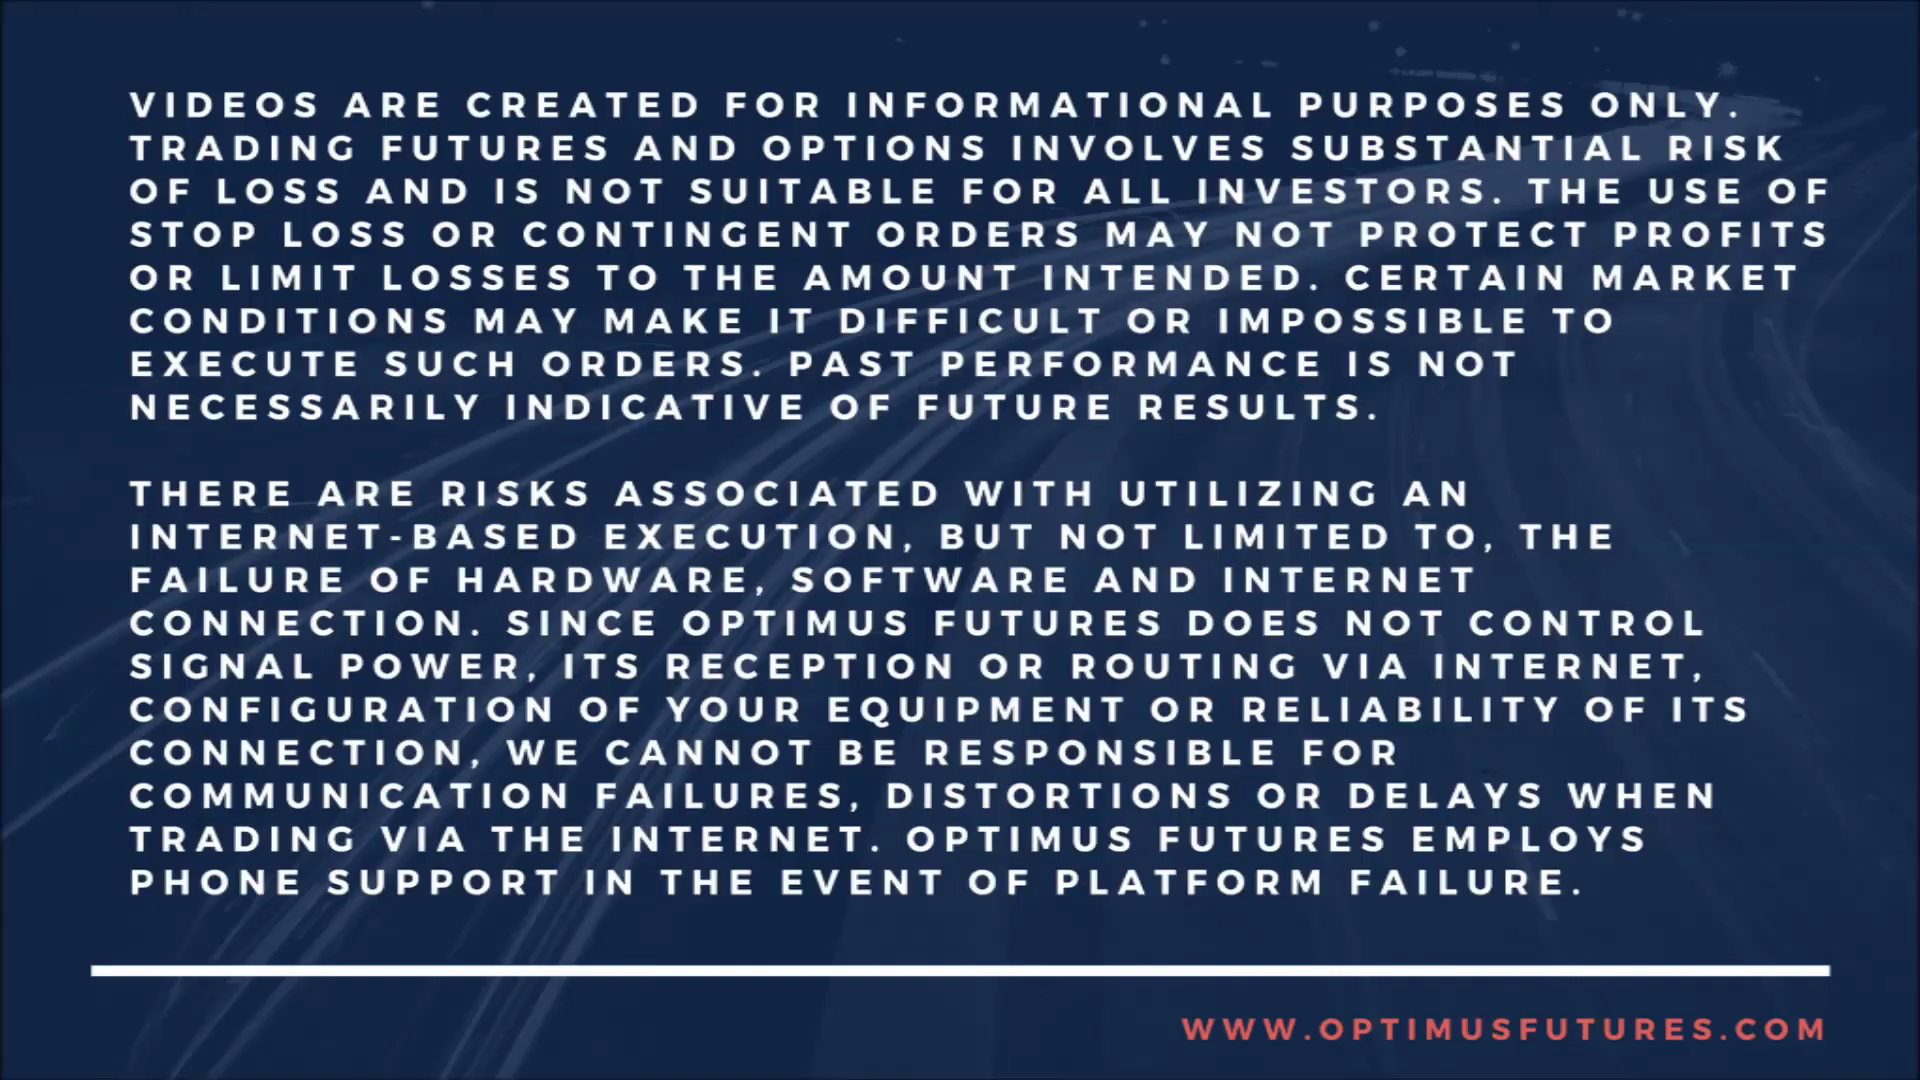 VIDEOS ARE CREATED FOR INFORMATIONAL PURPOSES ONLY.
TRADING FUTURES AND OPTIONS INVOLVES SUBSTANTIAL RISK
OF LOSS AND IS NOT SUITABLE FOR ALL INVESTORS. THE USE OF
STOP LOSS OR CONTINGENT ORDERS MAY NOT PROTECT PROFITS
OR LIMIT LOSSES TO THE AMOUNT INTENDED. CERTAIN MARKET
CONDITIONS MAY MAKE IT DIFFICULT OR IMPOSSIBLE TO
EXECUTE SUCH ORDERS. PAST PERFORMANCE IS NOT
NECESSARILY INDICATIVE OF FUTURE RESULTS.
THERE ARE RISKS ASSOCIATED WITH UTILIZING AN
INTERNET-BASED EXECUTION, BUT NOT LIMITED TO, THE
FAILURE OF HARDWARE, SOFTWARE AND INTERNET
CONNECTION. SINCE OPTIMUS FUTURES DOES NOT CONTROL
SIGNAL POWER, ITS RECEPTION OR ROUTING VIA INTERNET,
CONFIGURATION OF YOUR EQUIPMENT OR RELIABILITY OF ITS
CONNECTION, WE CANNOT BE RESPONSIBLE FOR
COMMUNICATION FAILURES, DISTORTIONS OR DELAYS WHEN
TRADING VIA THE INTERNET. OPTIMUS FUTURES EMPLOYS
PHONE SUPPORT IN THE EVENT OF PLATFORM FAILURE.
WWW.OPTIMUSFUTURES.COM